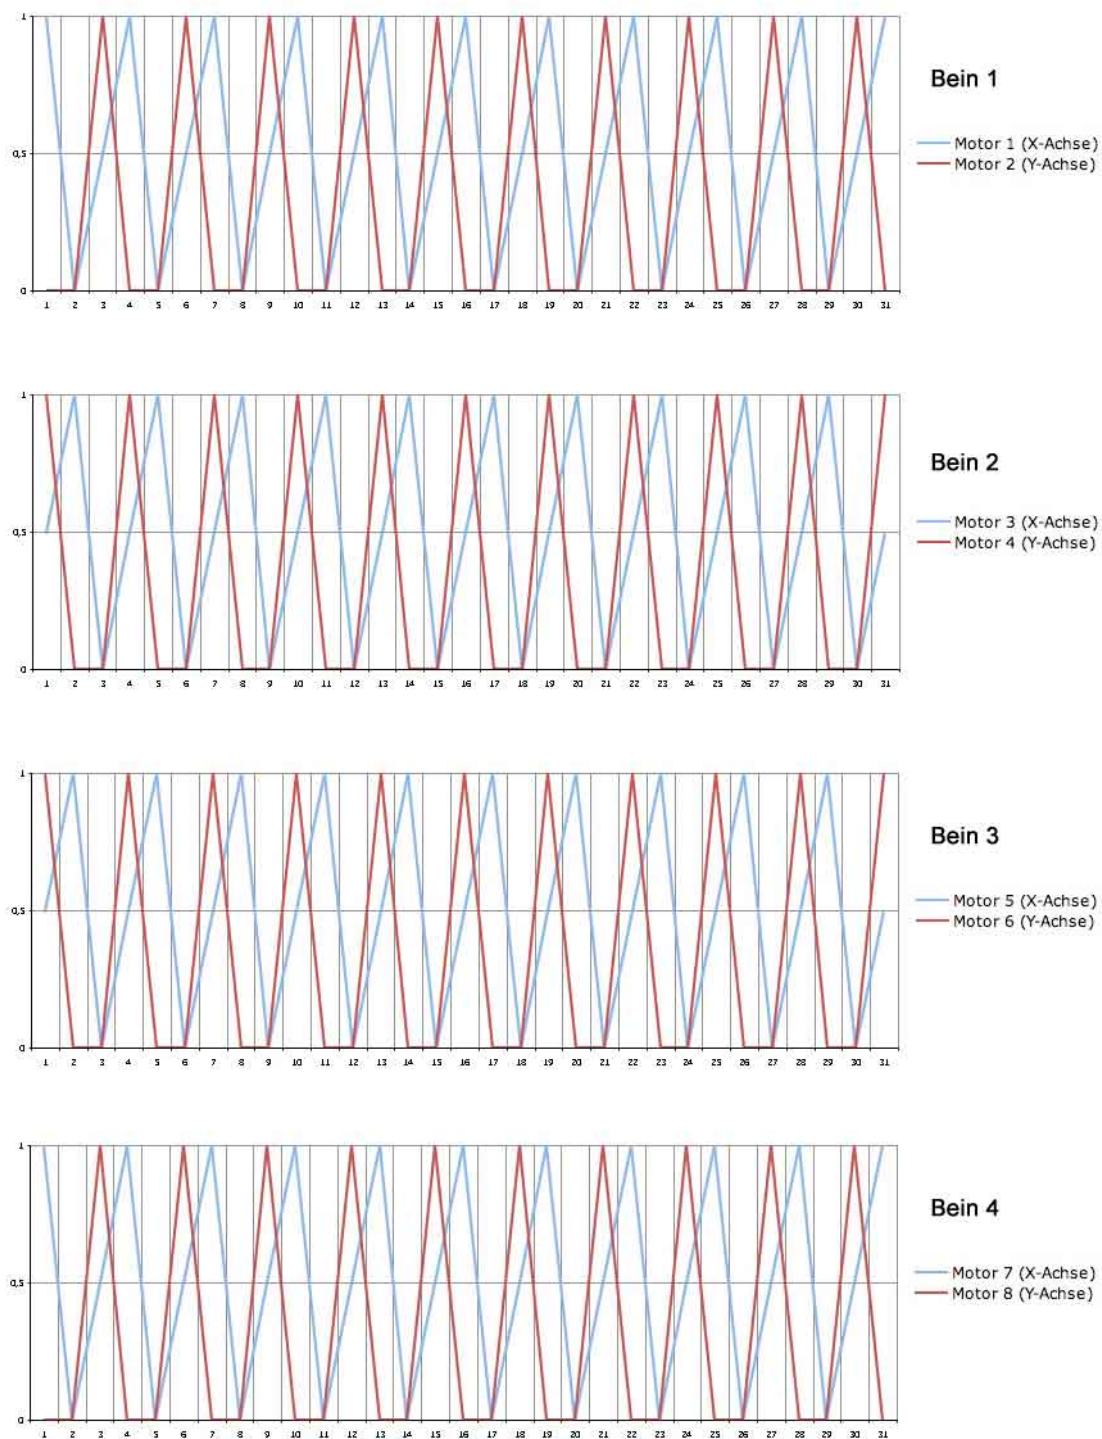 1
Bein 1
Motor 1 (X-Achse)
0,5
Motor 2 (Y-Achse)
0
1 2 3 4 5 6 7 8 9 10 11 12 13 14 15 16 17 18 19 20 21 22 23 24 25 26 27 28 29 30 31
1
Bein 2
Motor 3 (X-Achse)
0,5
Motor 4 (Y-Achse)
0
1 2 3 4 5 6 7 8 9 10 11 12 13 14 15 16 17 18 19 20 21 22 23 24 25 26 27 28 29 30 31
1
Bein 3
Motor 5 (X-Achse)
0,5
Motor 6 (Y-Achse)
0
1 2 3 4 5 6 7 8 9 10 11 12 13 14 15 16 17 18 19 20 21 22 23 24 25 26 27 28 29 30 31
1
Bein 4
Motor 7 (X-Achse)
0,5
Motor 8 (Y-Achse)
0
1 2 3 4 5 6 7 8 9 10 11 12 13 14 15 16 17 18 19 20 21 22 23 24 25 26 27 28 29 30 31